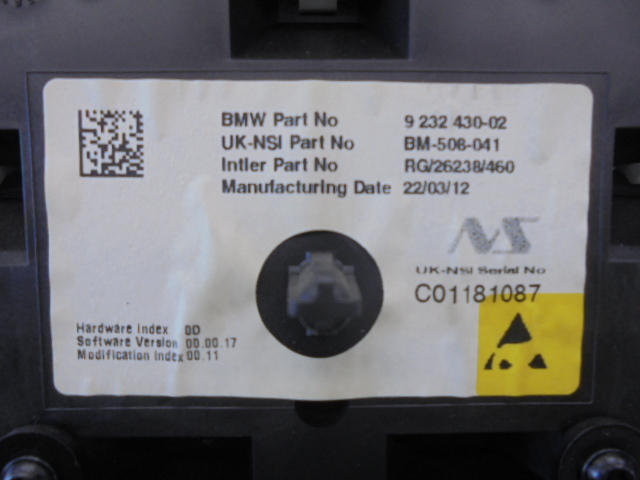 BMW Part No 9 232 430-02
UK-NSI Part No BM-506-041
Intler Part No RG/26238/460
Manufacturing Date 22/03/12
NS
UK-NSI Serial No
C01181087
Hardware Index 0D
Software Version 00.00.17
Modification Index 00.11